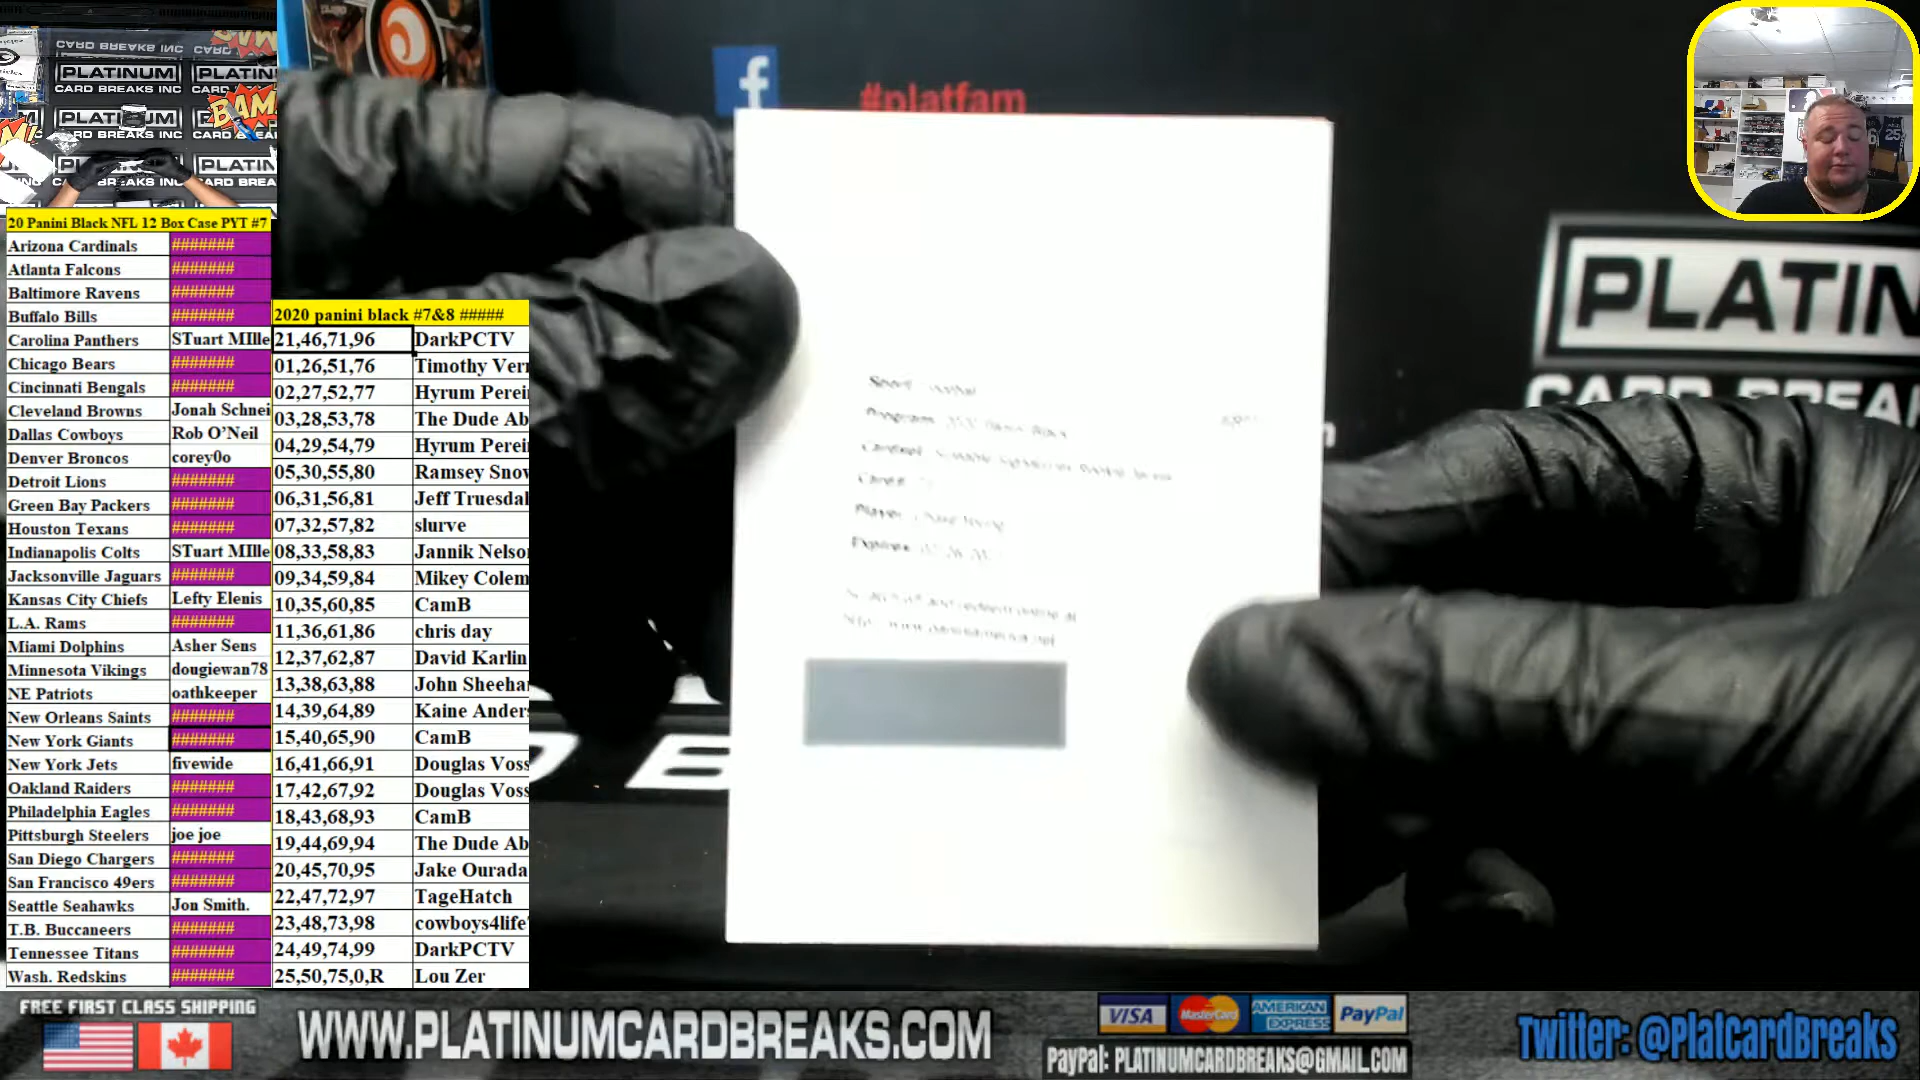 CARD BREAKS INC
PLATINUM
CARD BREAKS INC
PLATINUM
BAM
CARD BREAKS INC
#platfam
PLATIN
CARD BREA
20 Panini Black NFL 12 Box Case PYT #7
Arizona Cardinals #######
Atlanta Falcons #######
Baltimore Ravens #######
Buffalo Bills #######
Carolina Panthers STuart MIlle
Chicago Bears #######
Cincinnati Bengals #######
Cleveland Browns Jonah Schnei
Dallas Cowboys Rob O'Neil
Denver Broncos corey0o
Detroit Lions #######
Green Bay Packers #######
Houston Texans #######
Indianapolis Colts STuart MIlle
Jacksonville Jaguars #######
Kansas City Chiefs Lefty Elenis
L.A. Rams #######
Miami Dolphins Asher Sens
Minnesota Vikings dougiewan78
NE Patriots oathkeeper
New Orleans Saints #######
New York Giants #######
New York Jets fivewide
Oakland Raiders #######
Philadelphia Eagles #######
Pittsburgh Steelers joe joe
San Diego Chargers #######
San Francisco 49ers #######
Seattle Seahawks Jon Smith.
T.B. Buccaneers #######
Tennessee Titans #######
Wash. Redskins #######
2020 panini black #7&8 #####
21,46,71,96 DarkPCTV
01,26,51,76 Timothy Verr
02,27,52,77 Hyrum Perei
03,28,53,78 The Dude Ab
04,29,54,79 Hyrum Perei
05,30,55,80 Ramsey Snow
06,31,56,81 Jeff Truesdal
07,32,57,82 slurve
08,33,58,83 Jannik Nelso
09,34,59,84 Mikey Colem
10,35,60,85 CamB
11,36,61,86 chris day
12,37,62,87 David Karlin
13,38,63,88 John Sheeha
14,39,64,89 Kaine Ander
15,40,65,90 CamB
16,41,66,91 Douglas Voss
17,42,67,92 Douglas Voss
18,43,68,93 CamB
19,44,69,94 The Dude Ab
20,45,70,95 Jake Ourada
22,47,72,97 TageHatch
23,48,73,98 cowboys4life
24,49,74,99 DarkPCTV
25,50,75,0,R Lou Zer
Player
Expires
FREE FIRST CLASS SHIPPING
WWW.PLATINUMCARDBREAKS.COM
VISA MasterCard AMERICAN EXPRESS PayPal
PayPal: PLATINUMCARDBREAKS@GMAIL.COM
Twitter: @PlatCardBreaks